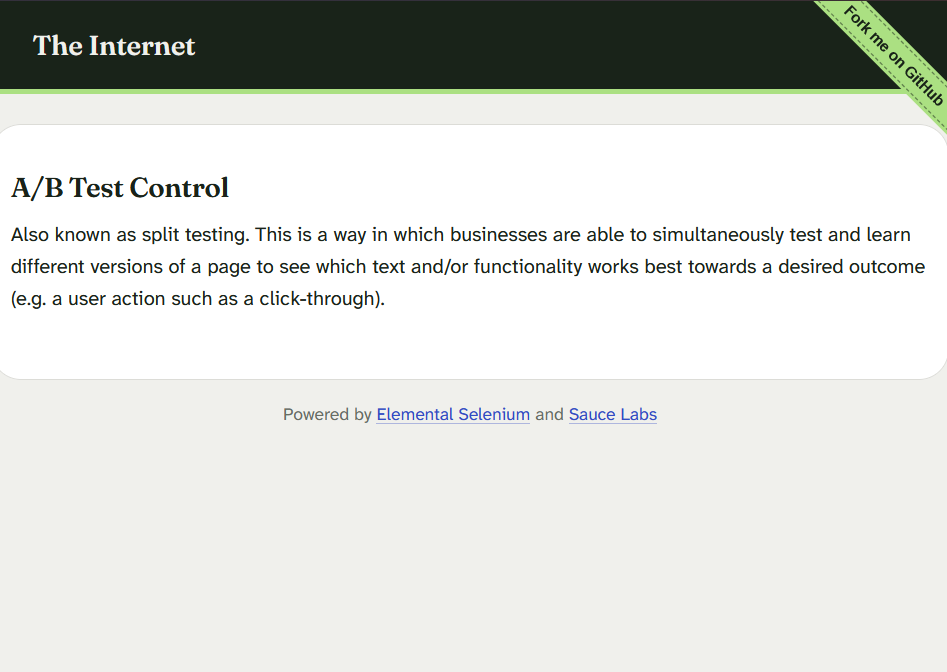 The Internet
Fork me on GitHub
A/B Test Control
Also known as split testing. This is a way in which businesses are able to simultaneously test and learn
different versions of a page to see which text and/or functionality works best towards a desired outcome
(e.g. a user action such as a click-through).
Powered by Elemental Selenium and Sauce Labs